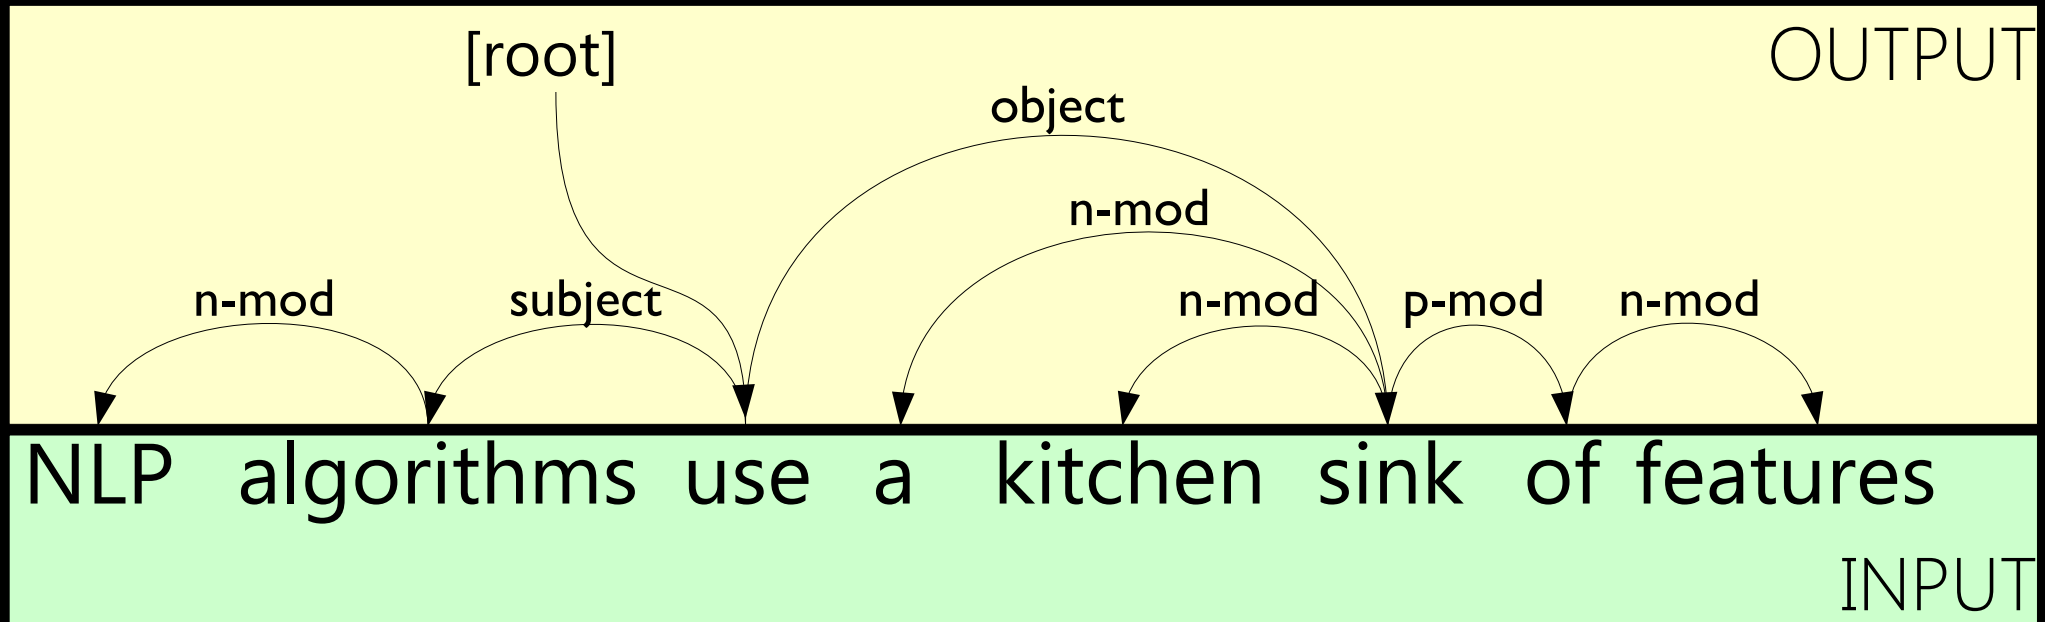 [root]
OUTPUT
object
n-mod
n-mod subject n-mod p-mod n-mod
NLP algorithms use a kitchen sink of features
INPUT